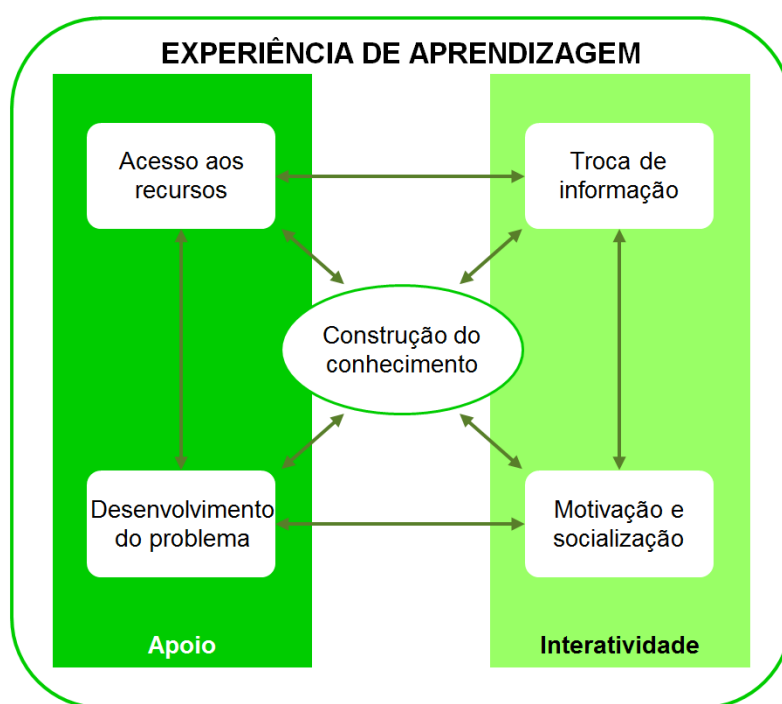 EXPERIÊNCIA DE APRENDIZAGEM
Acesso aos
recursos
Troca de
informação
Construção do
conhecimento
Desenvolvimento
do problema
Motivação e
socialização
Apoio
Interatividade